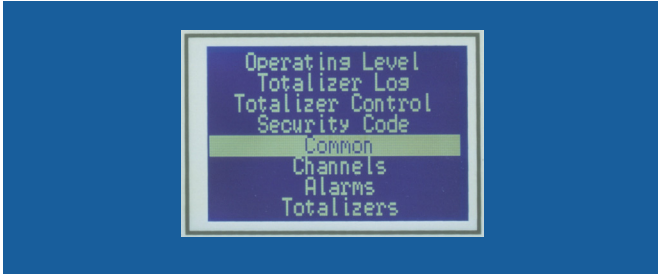 Operating Level
Totalizer Log
Totalizer Control
Security Code
Common
Channels
Alarms
Totalizers